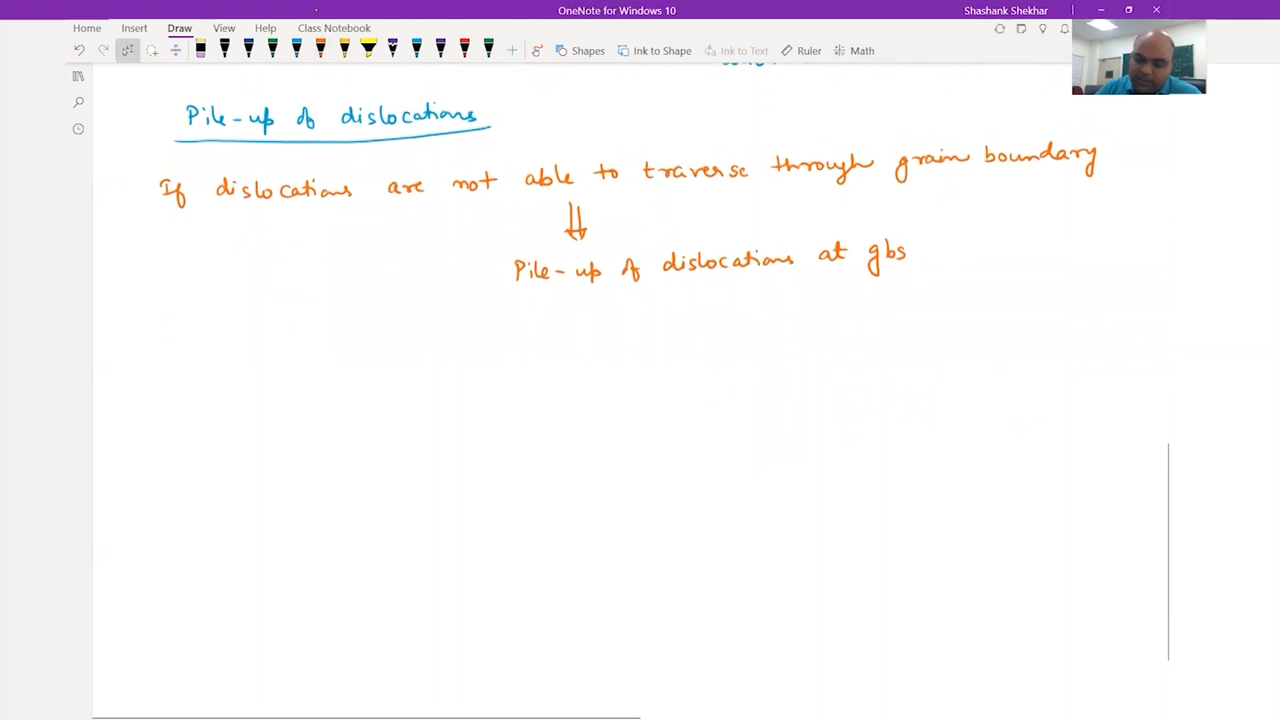 OneNote for Windows 10
Shashank Shekhar
Home Insert Draw View Help Class Notebook
Shapes Ink to Shape Ink to Text Ruler Math
Pile-up of dislocations
If dislocations are not able to traverse through grain boundary
Pile-up of dislocations at gbs